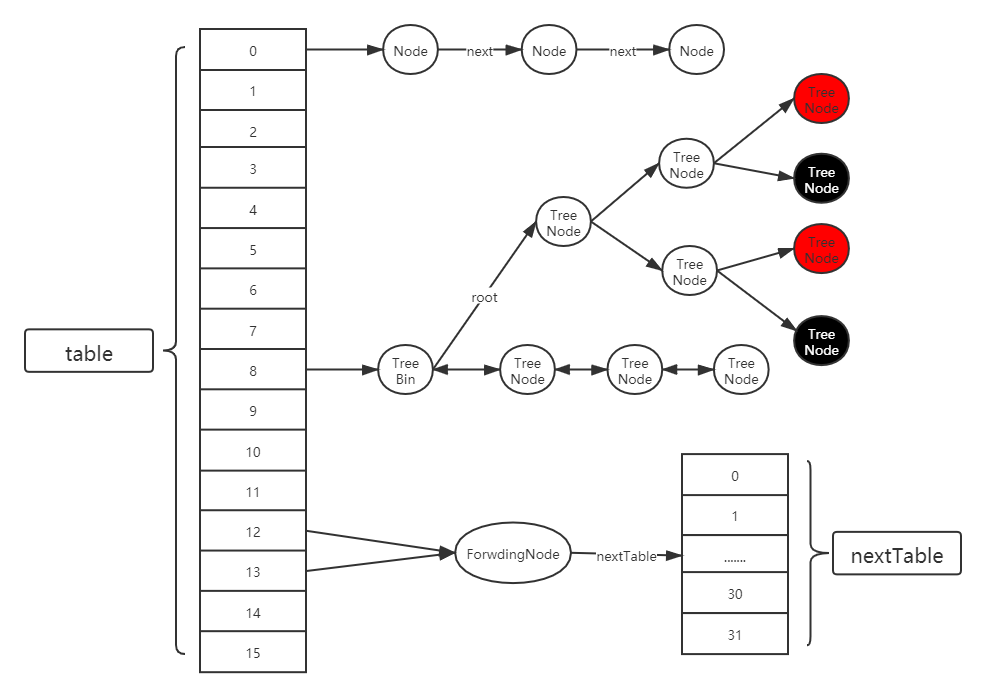 0
Node
next
Node
next
Node
1
Tree
Node
2
3
Tree
Node
Tree
Node
4
Tree
Node
5
Tree
Node
6
Tree
Node
root
7
Tree
Node
table
8
Tree
Bin
Tree
Node
Tree
Node
Tree
Node
9
10
11
12
13
14
15
ForwdingNode
nextTable
0
1
.......
30
31
nextTable